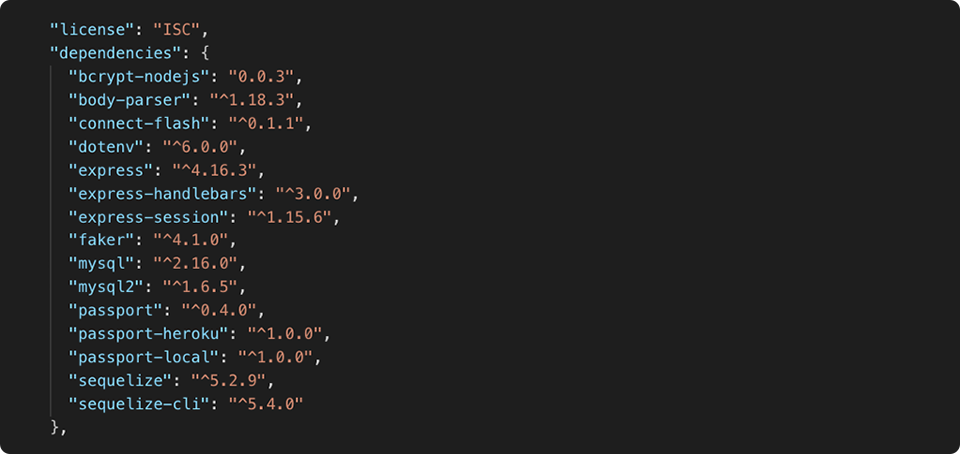 "license": "ISC",
"dependencies": {
"bcrypt-nodejs": "0.0.3",
"body-parser": "^1.18.3",
"connect-flash": "^0.1.1",
"dotenv": "^6.0.0",
"express": "^4.16.3",
"express-handlebars": "^3.0.0",
"express-session": "^1.15.6",
"faker": "^4.1.0",
"mysql": "^2.16.0",
"mysql2": "^1.6.5",
"passport": "^0.4.0",
"passport-heroku": "^1.0.0",
"passport-local": "^1.0.0",
"sequelize": "^5.2.9",
"sequelize-cli": "^5.4.0"
},